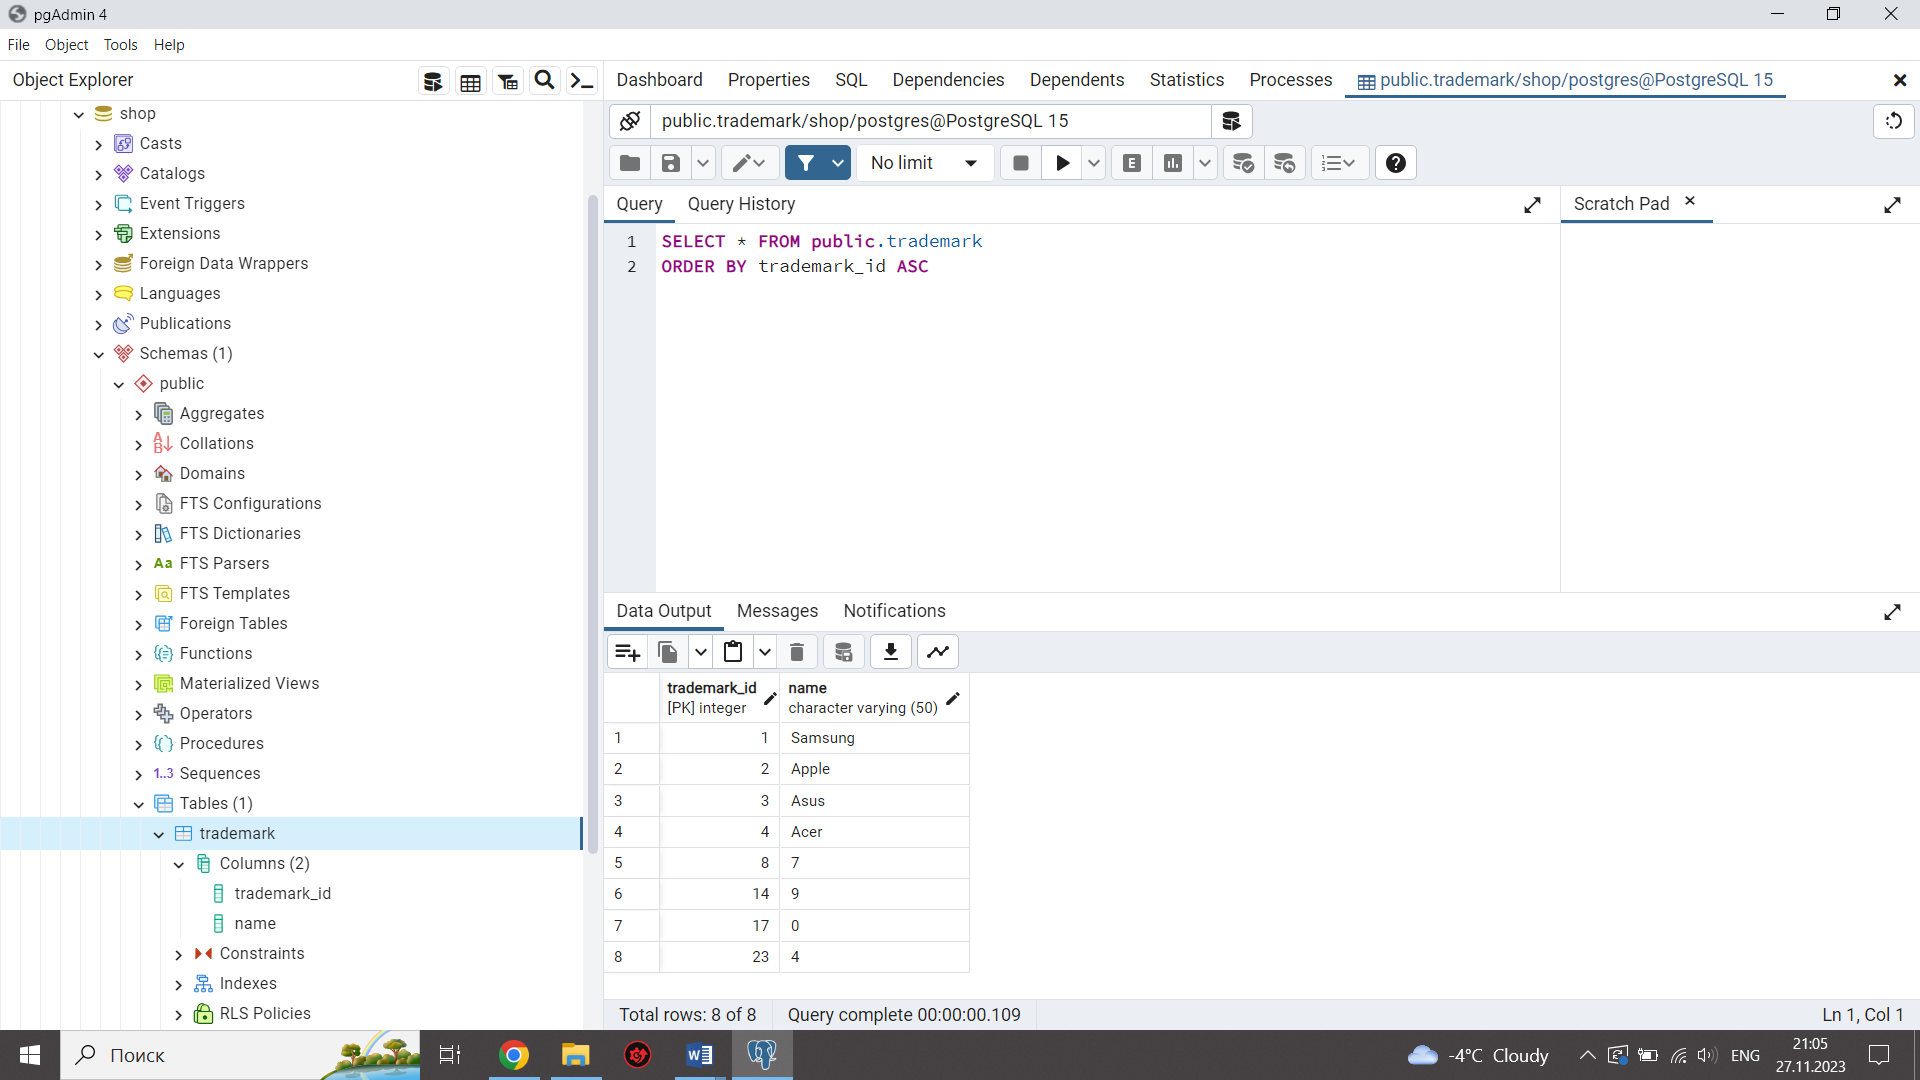 pgAdmin 4
File Object Tools Help
Object Explorer
Dashboard Properties SQL Dependencies Dependents Statistics Processes public.trademark/shop/postgres@PostgreSQL 15
shop
Casts
Catalogs
Event Triggers
Extensions
Foreign Data Wrappers
Languages
Publications
Schemas (1)
public
Aggregates
Collations
Domains
FTS Configurations
FTS Dictionaries
Aa FTS Parsers
FTS Templates
Foreign Tables
Functions
Materialized Views
Operators
Procedures
1..3 Sequences
Tables (1)
trademark
Columns (2)
trademark_id
name
Constraints
Indexes
RLS Policies
public.trademark/shop/postgres@PostgreSQL 15
No limit
E
Query Query History
Scratch Pad
1 SELECT * FROM public.trademark
2 ORDER BY trademark_id ASC
Data Output Messages Notifications
trademark_id name
[PK] integer character varying (50)
1 1 Samsung
2 2 Apple
3 3 Asus
4 4 Acer
5 8 7
6 14 9
7 17 0
8 23 4
Total rows: 8 of 8 Query complete 00:00:00.109 Ln 1, Col 1
Поиск
-4°C Cloudy
ENG
21:05
27.11.2023